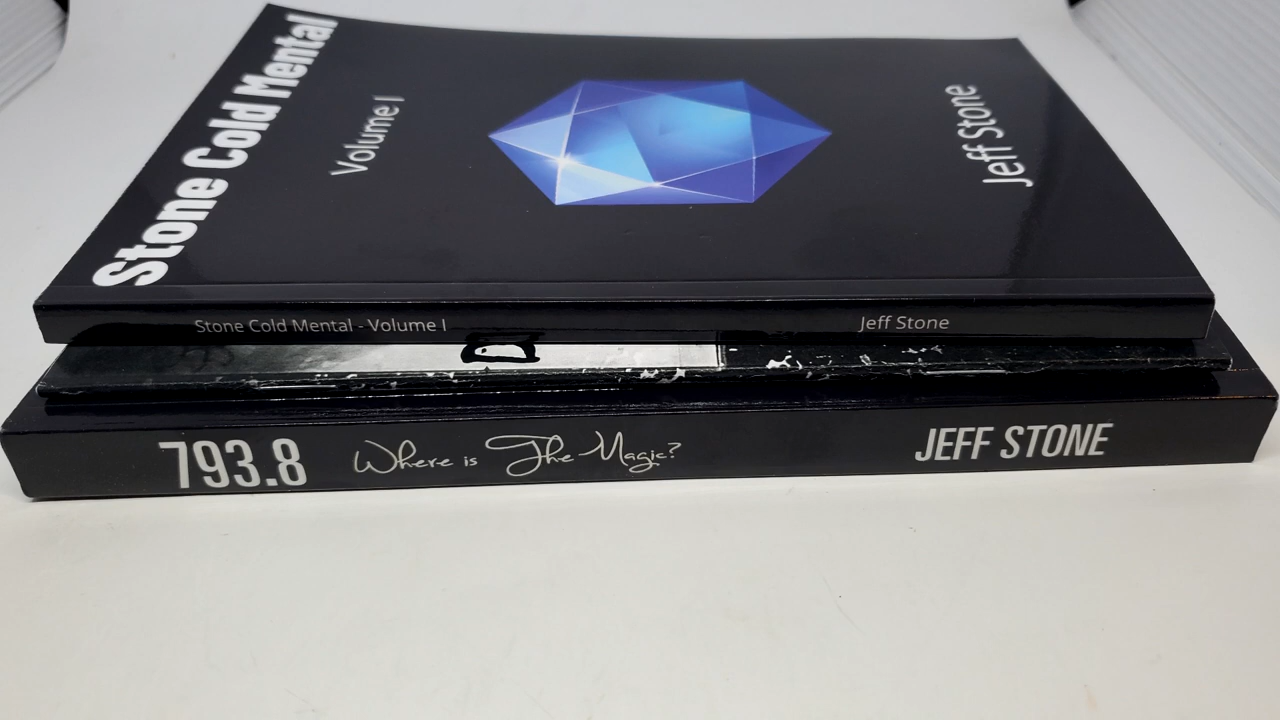 Stone Cold Mental
Volume I
Jeff Stone
Stone Cold Mental - Volume I Jeff Stone
D
793.8 Where is The Magic? JEFF STONE